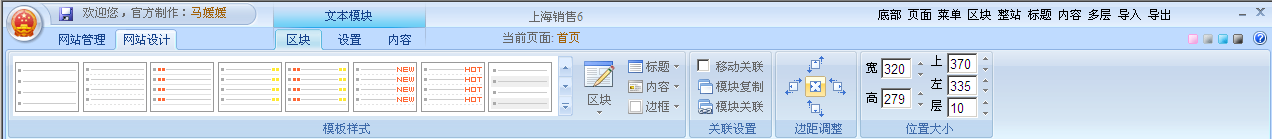 欢迎您，官方制作：马媛媛
文本模块
上海销售6
底部 页面 菜单 区块 整站 标题 内容 多层 导入 导出
网站管理 网站设计
区块 设置 内容
当前页面: 首页
NEW
NEW
NEW
NEW
HOT
HOT
HOT
HOT
区块
标题
内容
边框
移动关联
模块复制
模块关联
宽 320
高 279
上 370
左 335
层 10
模板样式
关联设置
边距调整
位置大小